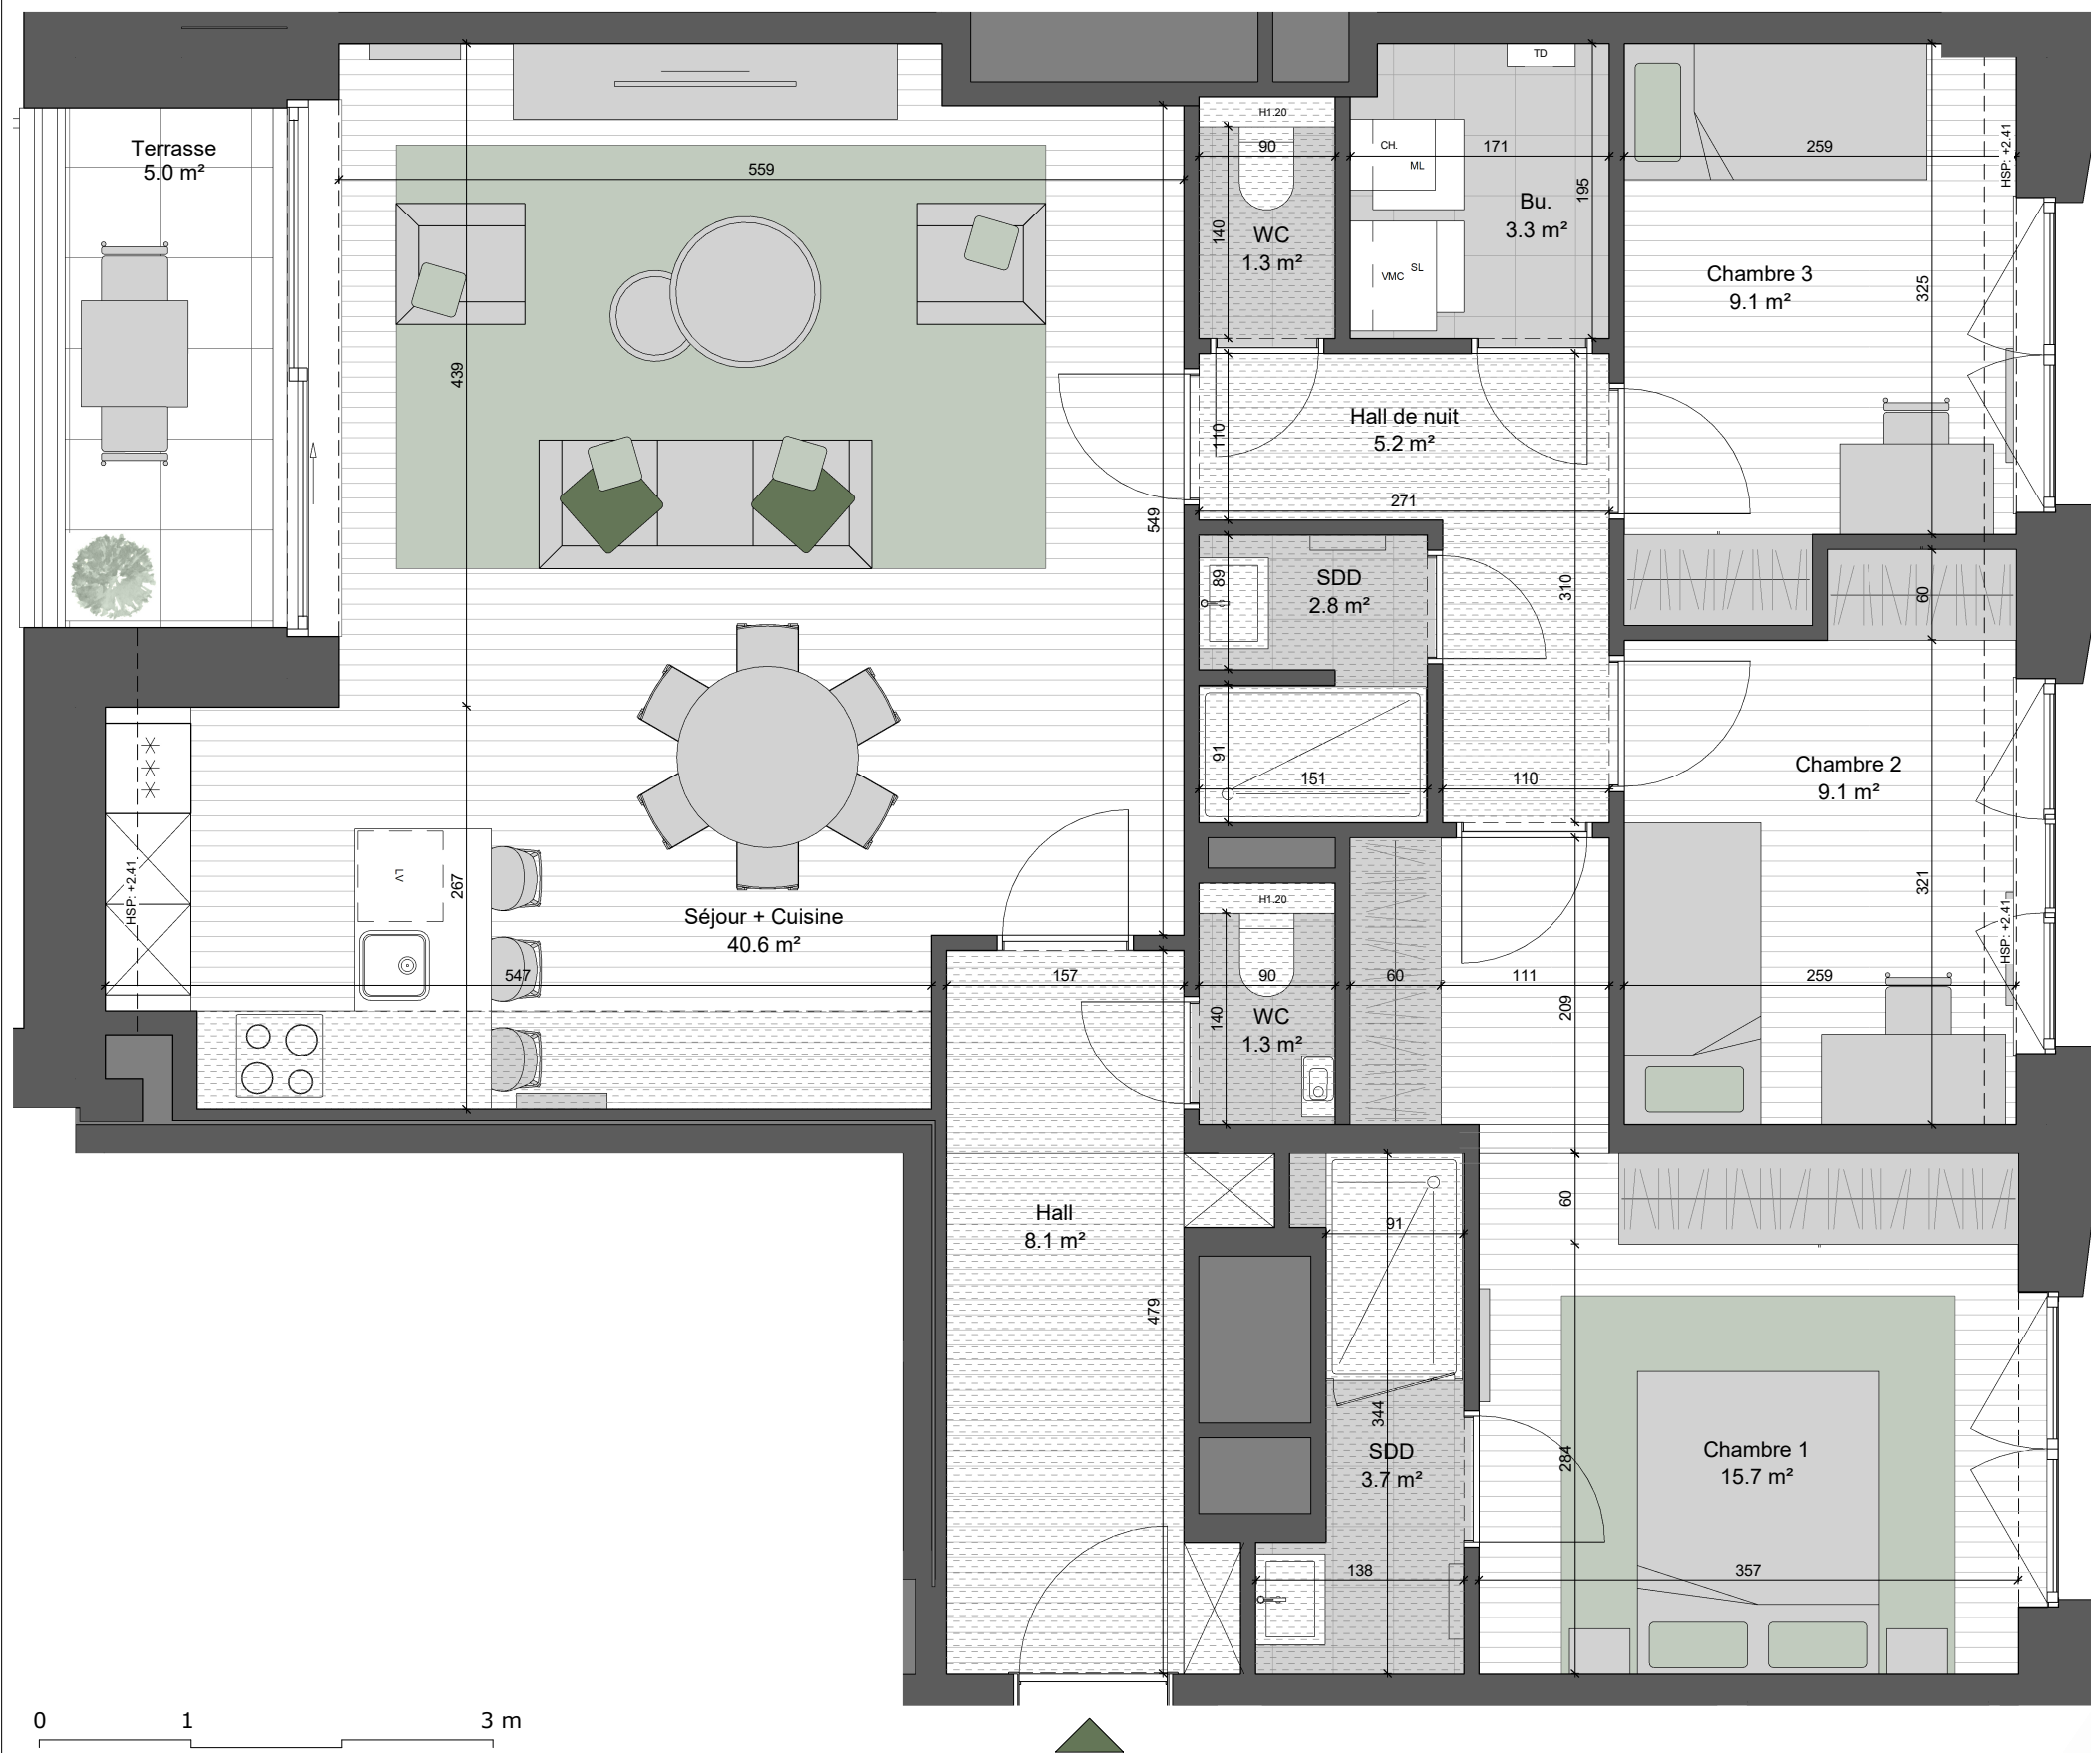 TD
H1.20
Terrasse
5.0 m²
559
90
CH.
ML
171
195
259
HSP: +2.41
140
WC
1.3 m²
VMC
SL
Bu.
3.3 m²
Chambre 3
9.1 m²
325
439
110
Hall de nuit
5.2 m²
271
549
89
SDD
2.8 m²
310
60
91
151
110
Chambre 2
9.1 m²
HSP: +2.41
LV
267
Séjour + Cuisine
40.6 m²
H1.20
321
HSP: +2.41
547
157
90
60
111
259
140
WC
1.3 m²
209
Hall
8.1 m²
91
60
479
344
SDD
3.7 m²
284
Chambre 1
15.7 m²
138
357
0 1 3 m